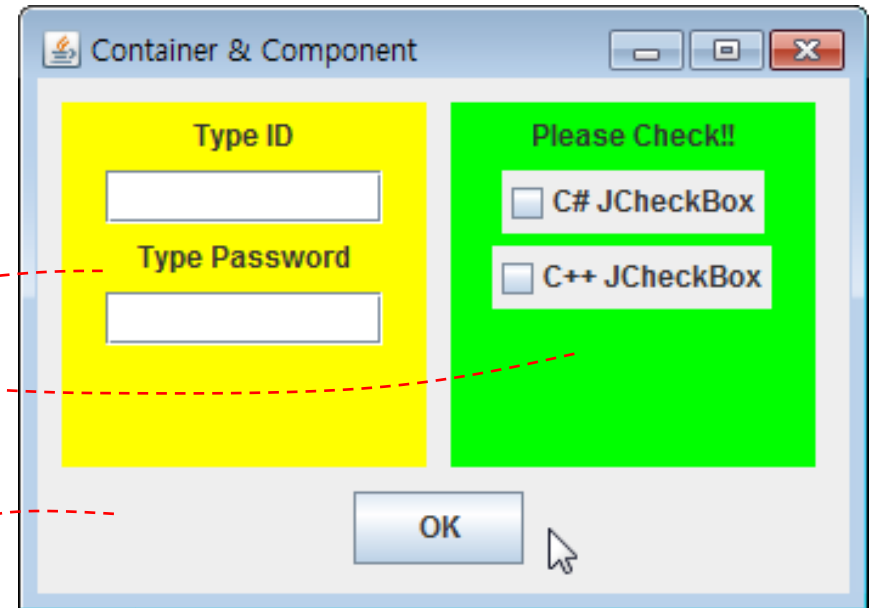 Container & Component
Type ID
Type Password
Please Check!!
C# JCheckBox
C++ JCheckBox
OK